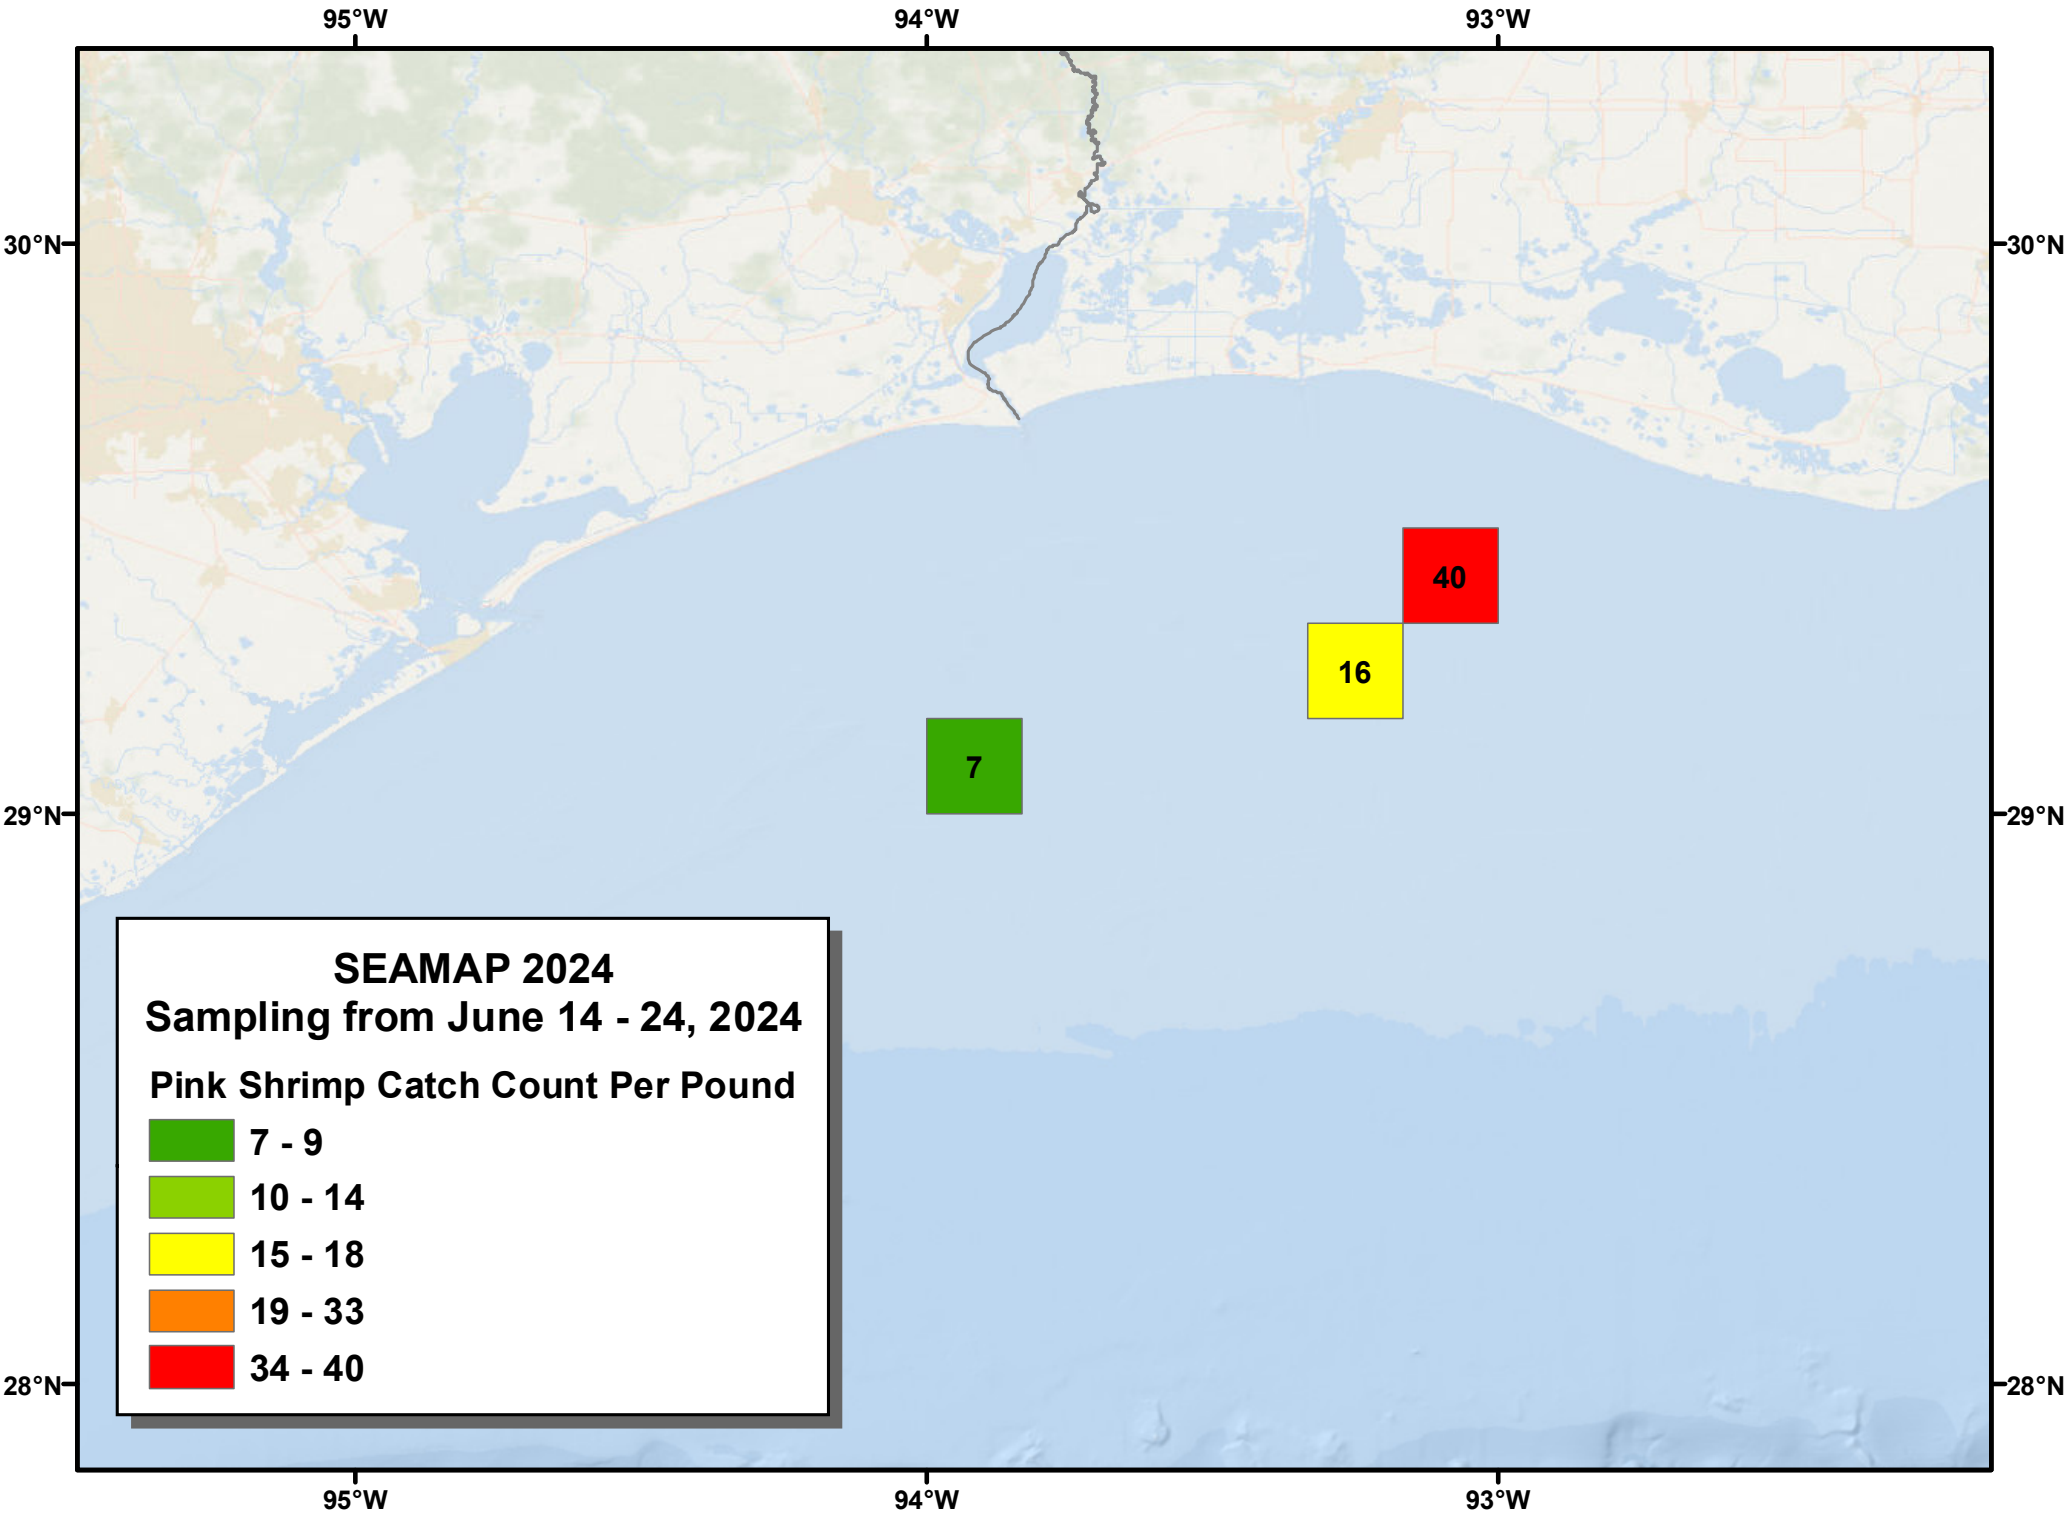 95°W 94°W 93°W
30°N 30°N
40
16
7
29°N 29°N
SEAMAP 2024
Sampling from June 14 - 24, 2024
Pink Shrimp Catch Count Per Pound
7 - 9
10 - 14
15 - 18
19 - 33
34 - 40
28°N 28°N
95°W 94°W 93°W